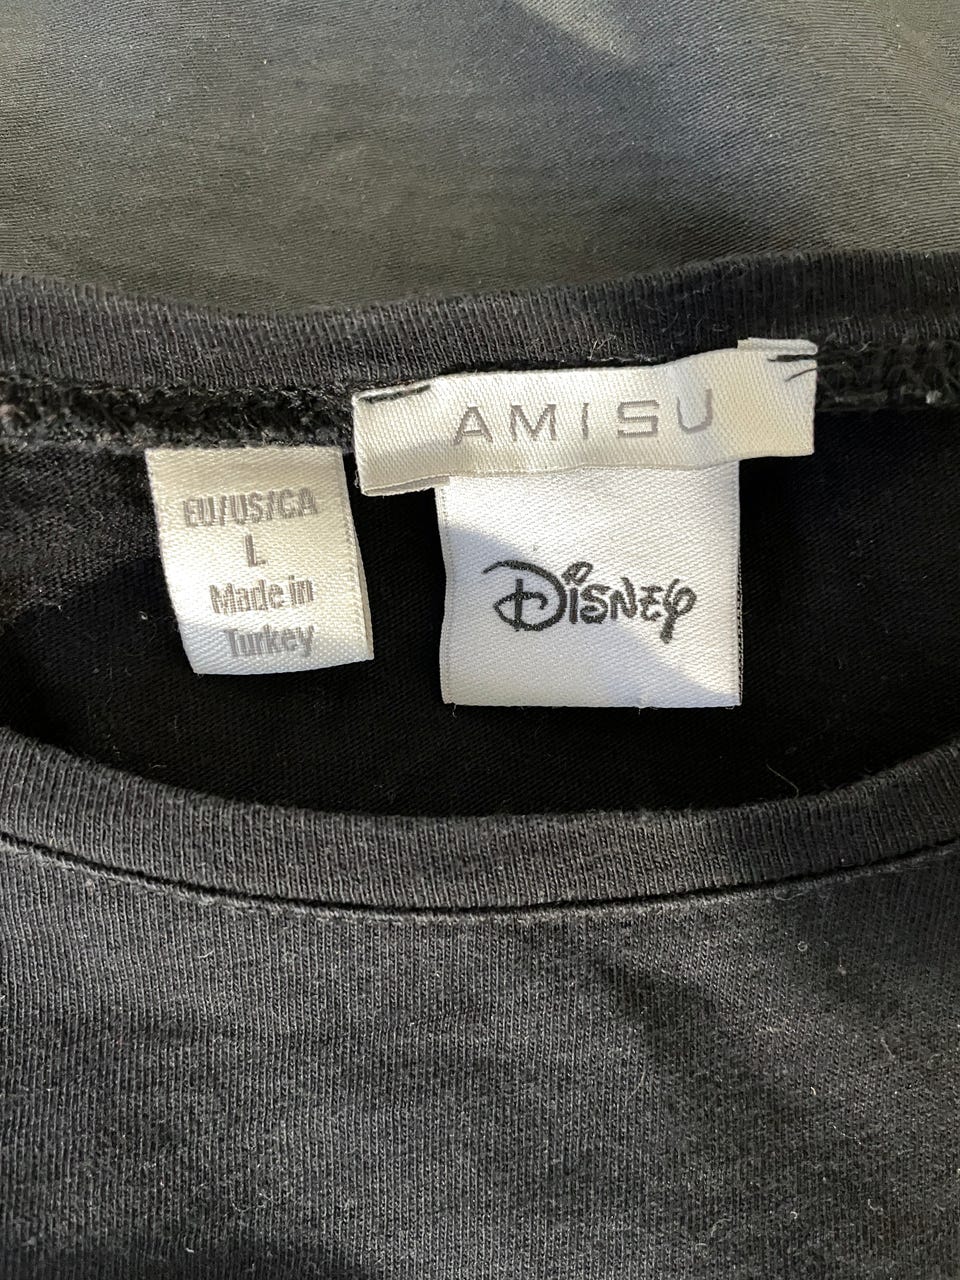 AMISU
EU/US/CA
L
Made in
Turkey
Disney